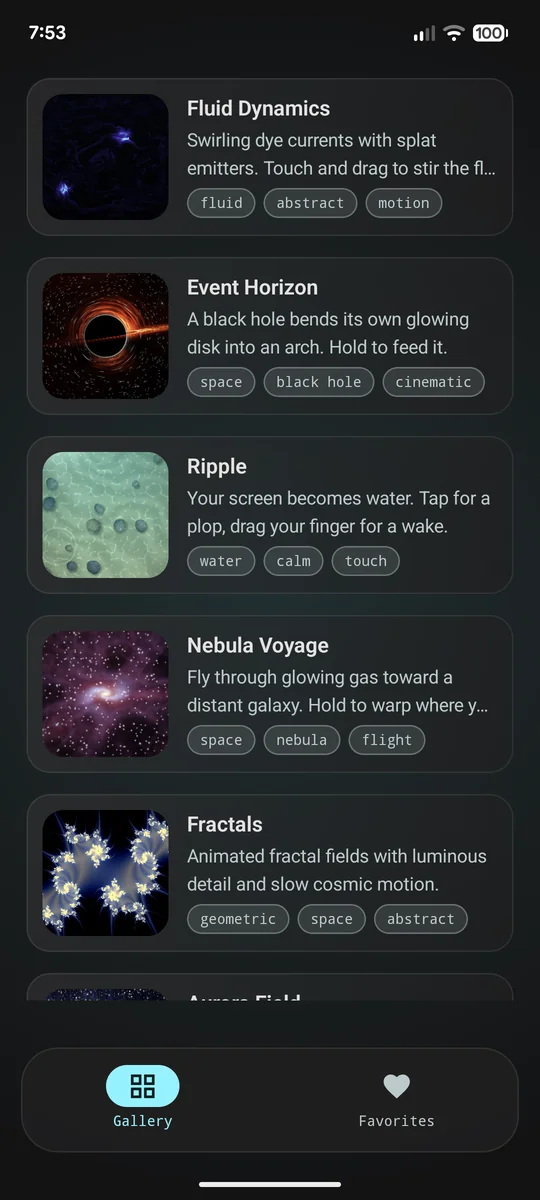 7:53
100
Fluid Dynamics
Swirling dye currents with splat
emitters. Touch and drag to stir the fl…
fluid abstract motion
Event Horizon
A black hole bends its own glowing
disk into an arch. Hold to feed it.
space black hole cinematic
Ripple
Your screen becomes water. Tap for a
plop, drag your finger for a wake.
water calm touch
Nebula Voyage
Fly through glowing gas toward a
distant galaxy. Hold to warp where y…
space nebula flight
Fractals
Animated fractal fields with luminous
detail and slow cosmic motion.
geometric space abstract
Aurora Field
Gallery Favorites